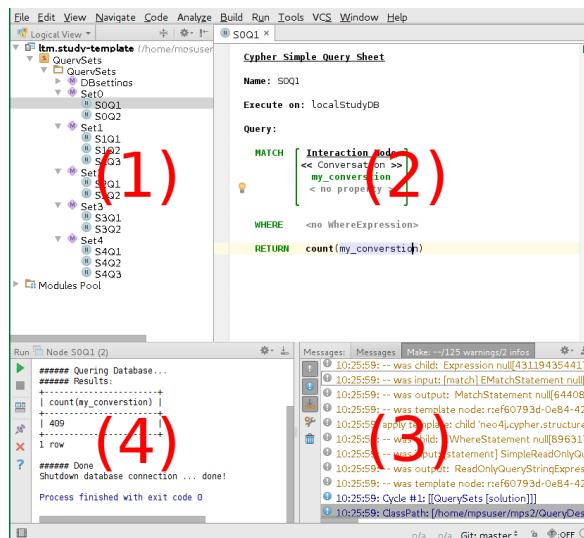 File Edit View Navigate Code Analyze Build Run Tools VCS Window Help
Logical View
S0Q1 ×
ltm.study-template (/home/mpsuser
QuerySets
QuerySets
DBsettings
Set0
S0Q1
S0Q2
Set1
S1Q1
S1Q2
S1Q3
S2Q1
S2Q2
Set3
S3Q1
S3Q2
Set4
S4Q1
S4Q2
S4Q3
Modules Pool
(1)
Cypher Simple Query Sheet
Name: S0Q1
Execute on: localStudyDB
Query:
MATCH Interaction Node
<< Conversation >>
my_converstion
< no property >
WHERE <no WhereExpression>
RETURN count(my_converstion)
(2)
Run Node S0Q1 (2)
###### Quering Database...
###### Results:
+-----------------------+
| count(my_converstion) |
+-----------------------+
| 409
+-----------------------+
1 row
###### Done
Shutdown database connection ... done!
Process finished with exit code 0
(4)
Messages: Messages Make: --/125 warnings/2 infos
10:25:59: -- was child: Expression null[431194354417
10:25:59: -- was input: [match] EMatchStatement null[
10:25:59: -- was output: MatchStatement null[64408
10:25:59: -- was template node: r:ef60793d-0e84-42
10:25:59: apply template: child 'neo4j.cypher.structure
10:25:59: -- was child: [WhereStatement null[896317
10:25:59: -- was input: [statement] SimpleReadOnlyQu
10:25:59: -- was output: ReadOnlyQueryStringExpres
10:25:59: -- was template node: r:ef60793d-0e84-42
10:25:59: Cycle #1: [[QuerySets [solution]]]
10:25:59: ClassPath: [/home/mpsuser/mps2/QueryDes
(3)
n/a n/a Git: master :OFF